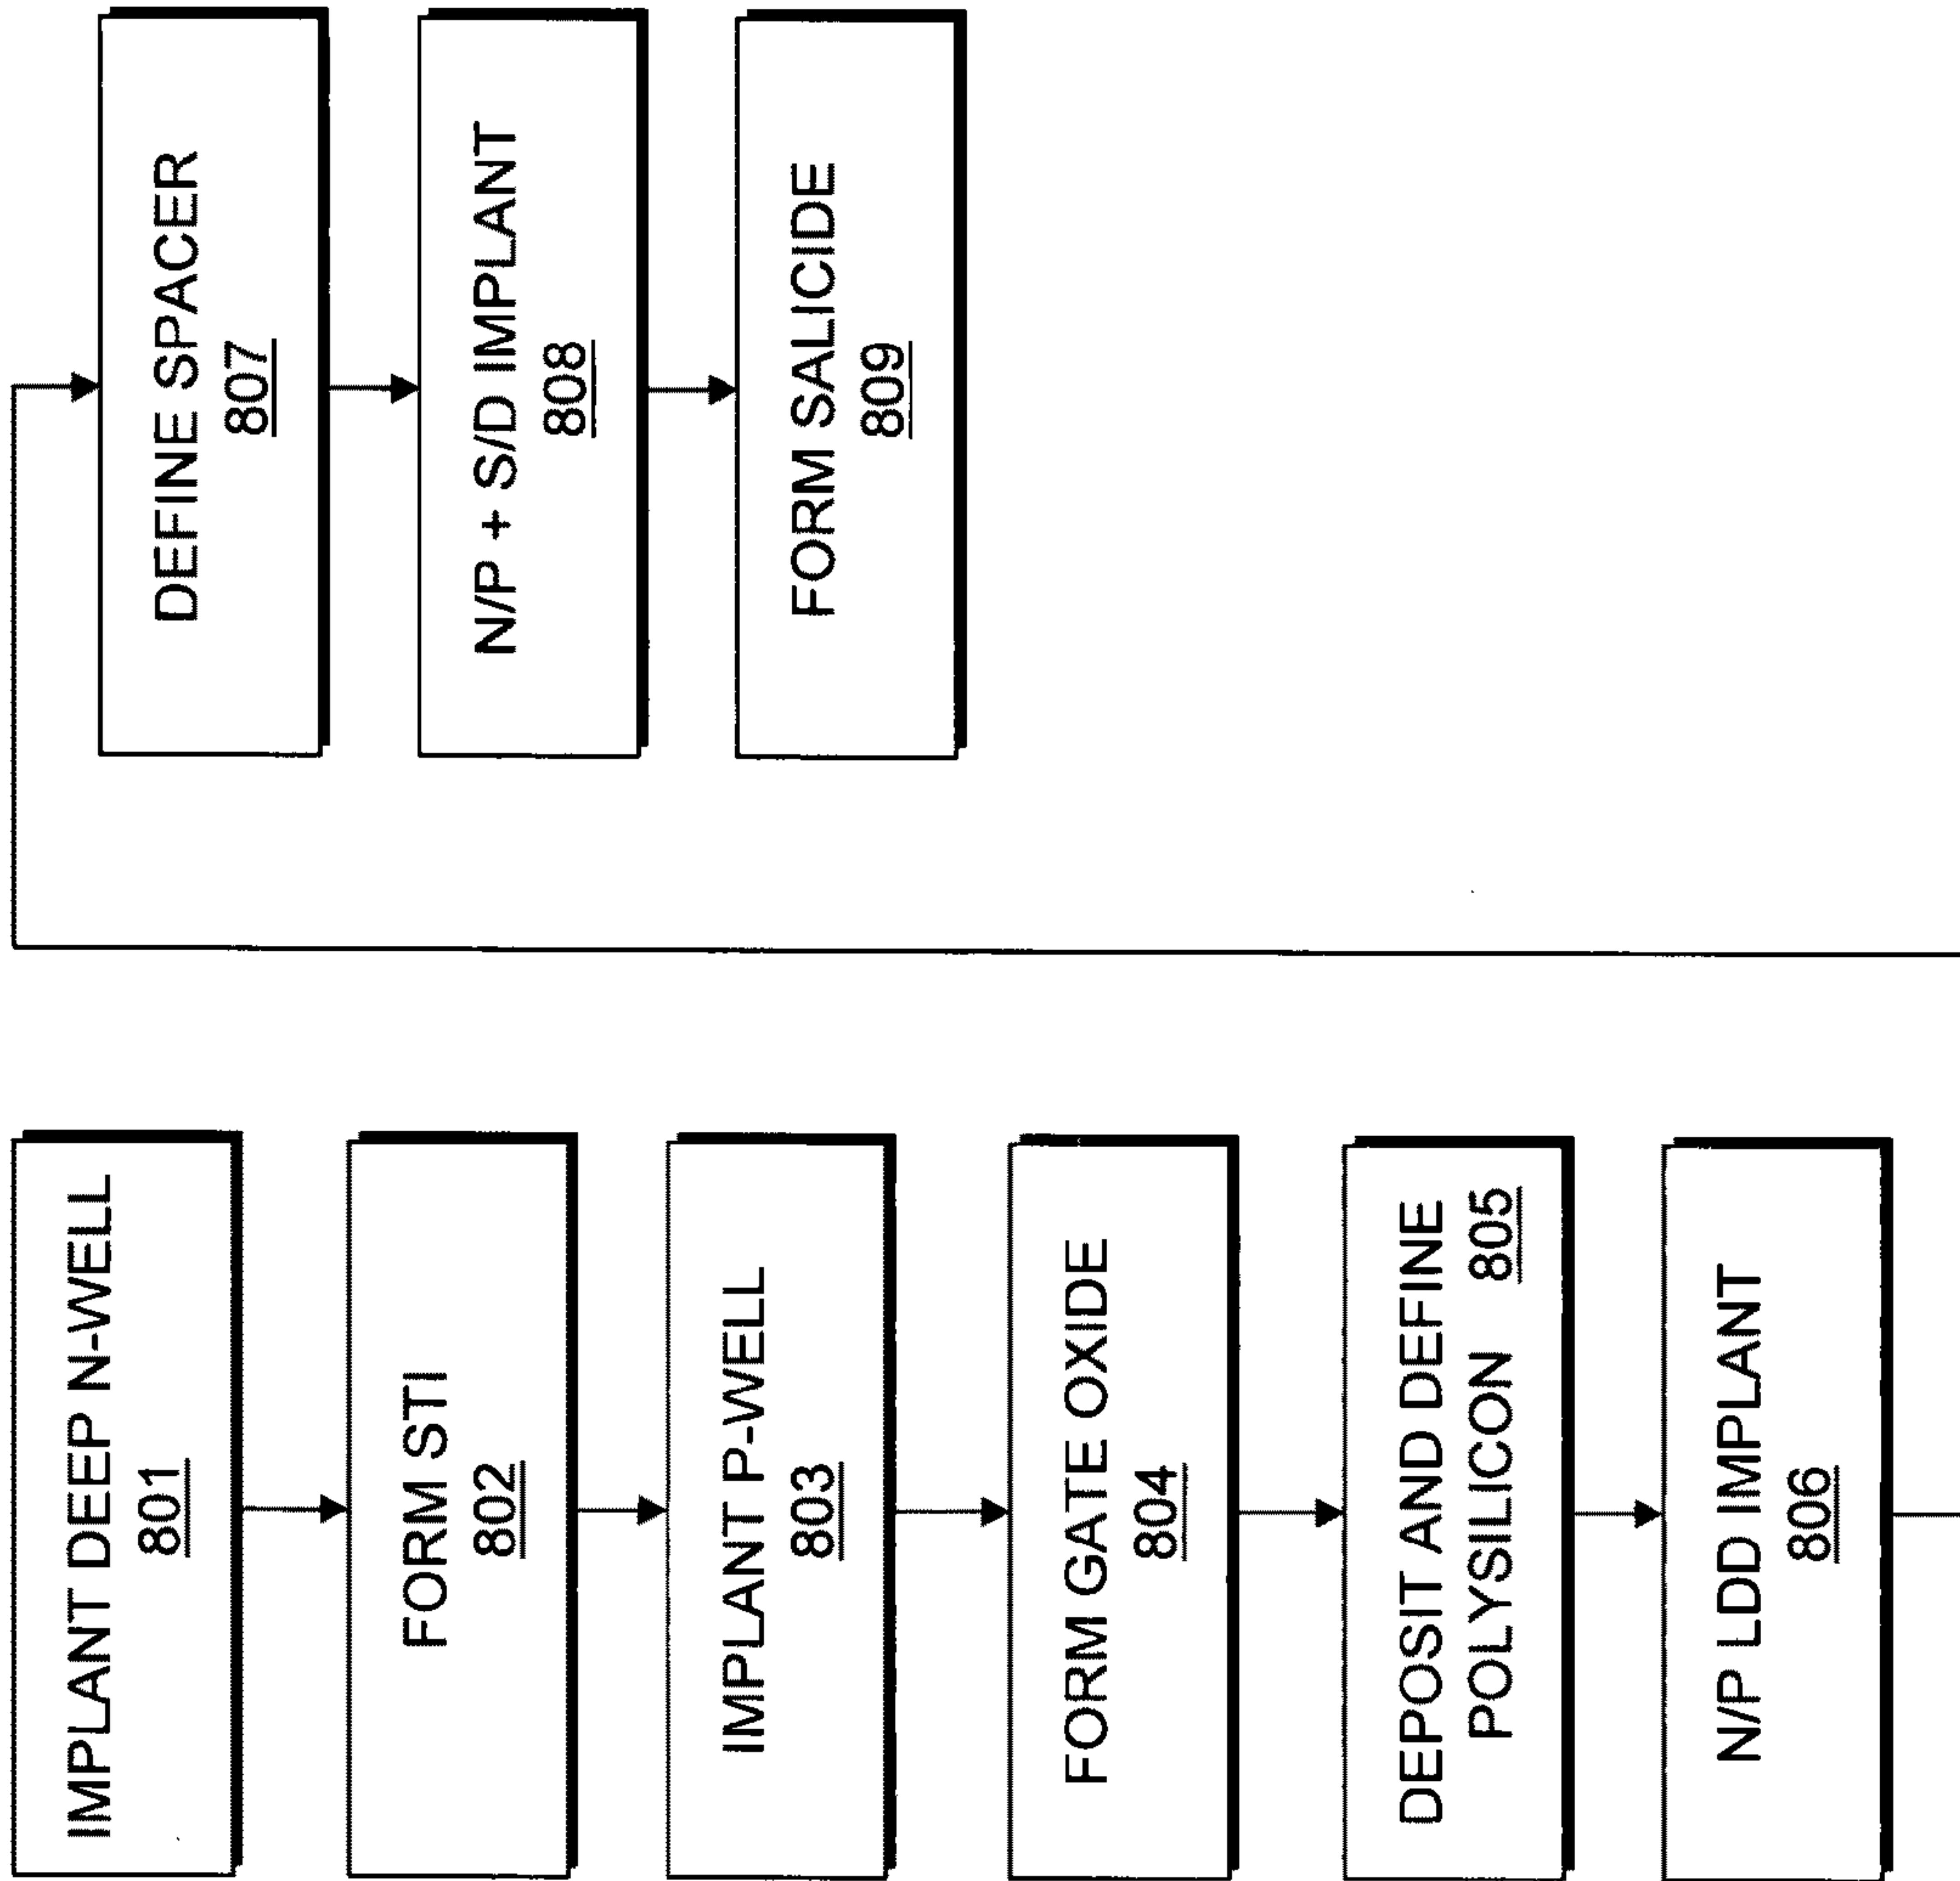 IMPLANT DEEP N-WELL
801
FORM STI
802
IMPLANT P-WELL
803
FORM GATE OXIDE
804
DEPOSIT AND DEFINE
POLYSILICON 805
N/P LDD IMPLANT
806
DEFINE SPACER
807
N/P + S/D IMPLANT
808
FORM SALICIDE
809